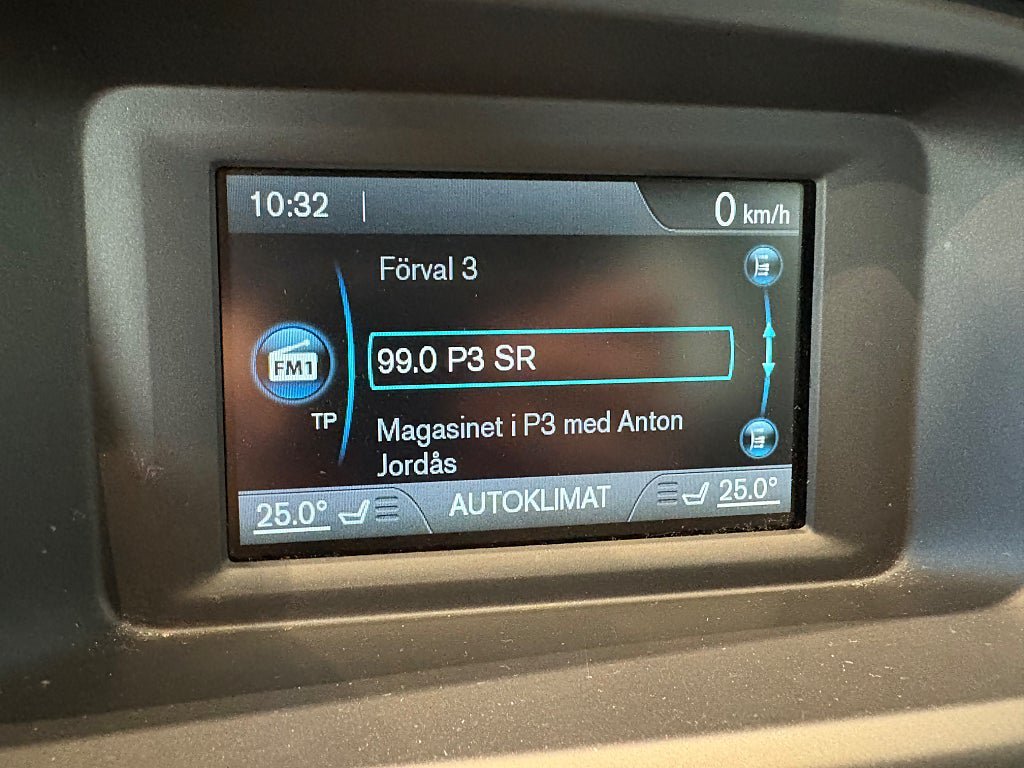 10:32
0 km/h
Förval 3
FM1
99.0 P3 SR
TP
Magasinet i P3 med Anton
Jordås
25.0°
AUTOKLIMAT
25.0°